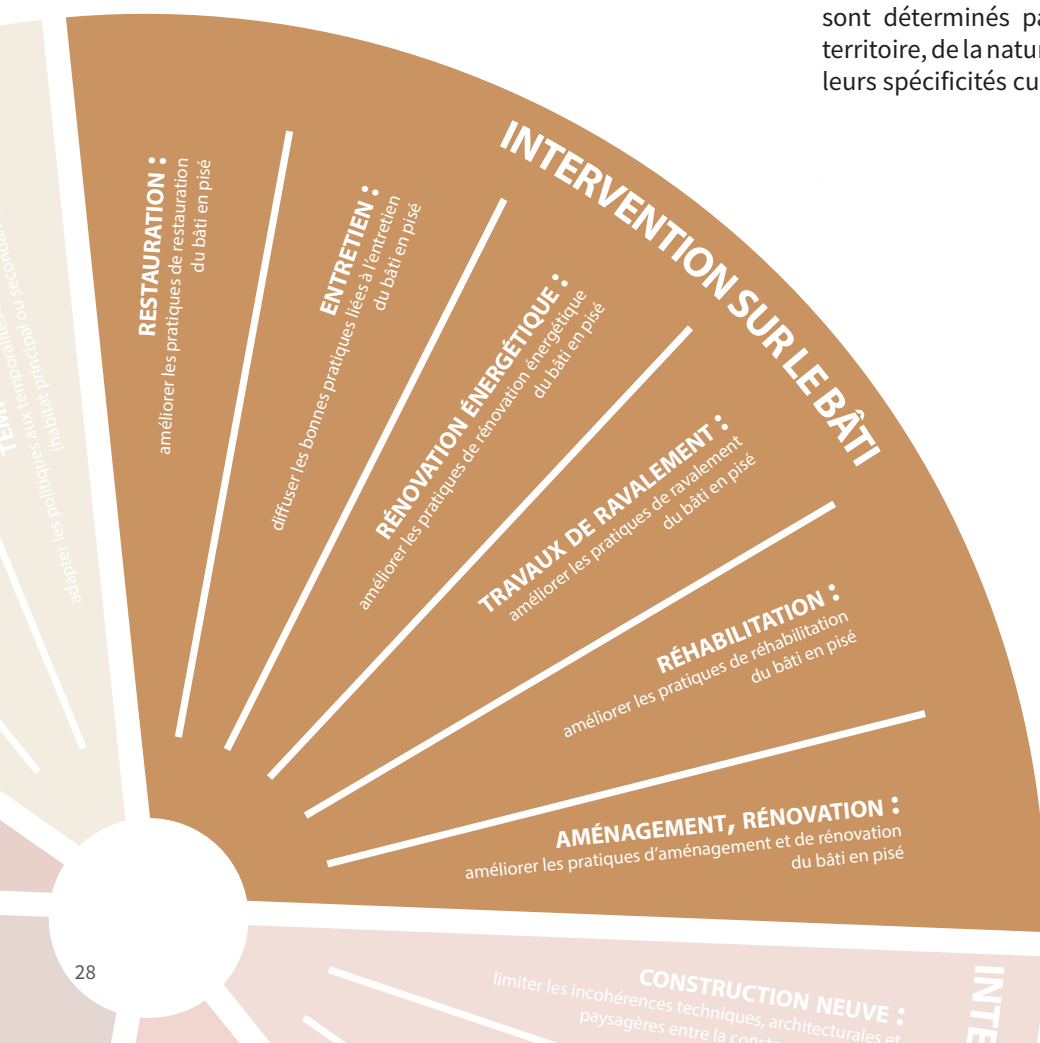 sont déterminés pa
territoire, de la natur
leurs spécificités cu
INTERVENTION SUR LE BÂTI
RESTAURATION :
améliorer les pratiques de restauration
du bâti en pisé
ENTRETIEN :
diffuser les bonnes pratiques liées à l'entretien
du bâti en pisé
RÉNOVATION ÉNERGÉTIQUE :
améliorer les pratiques de rénovation énergétique
du bâti en pisé
TRAVAUX DE RAVALEMENT :
améliorer les pratiques de ravalement
du bâti en pisé
RÉHABILITATION :
améliorer les pratiques de réhabilitation
du bâti en pisé
AMÉNAGEMENT, RÉNOVATION :
améliorer les pratiques d'aménagement et de rénovation
du bâti en pisé
TEMP
adapter les politiques aux temporalités
(habitat principal ou secondai
28
CONSTRUCTION NEUVE :
limiter les incohérences techniques, architecturales et
paysagères entre la cons
INTE